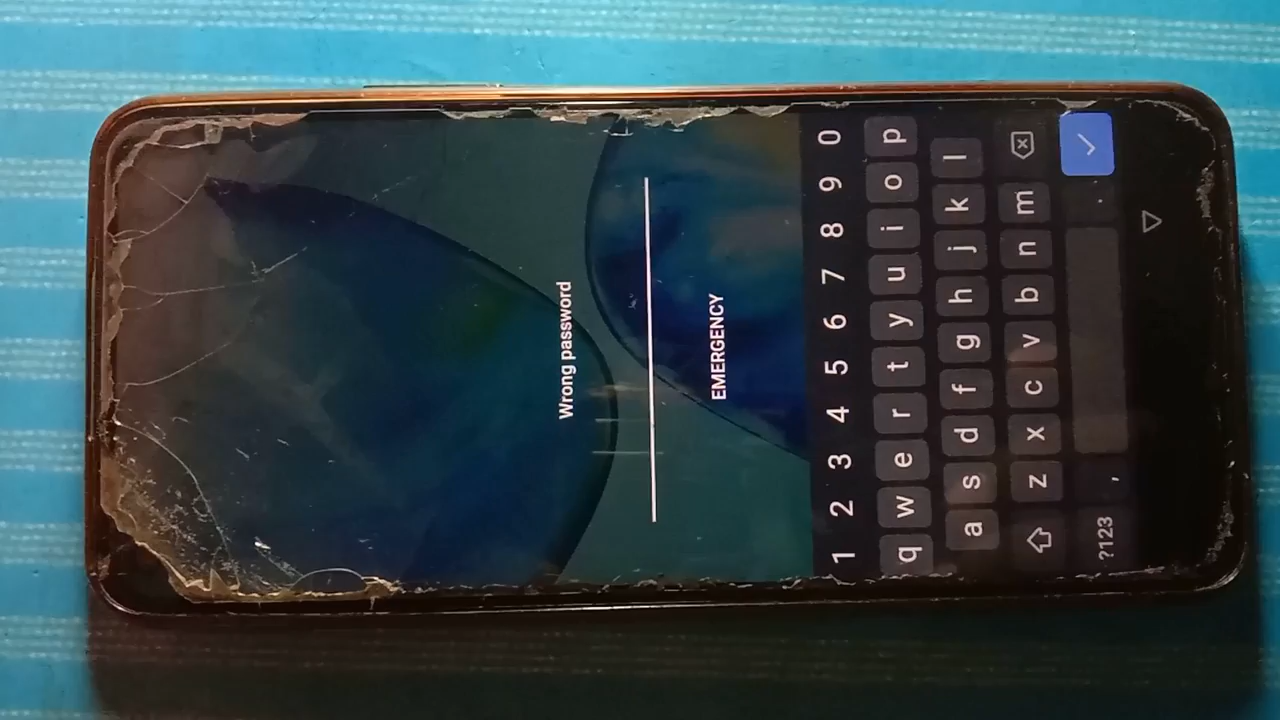 Wrong password
EMERGENCY
1 2 3 4 5 6 7 8 9 0
q w e r t y u i o p
a s d f g h j k l
z x c v b n m
?123 , .